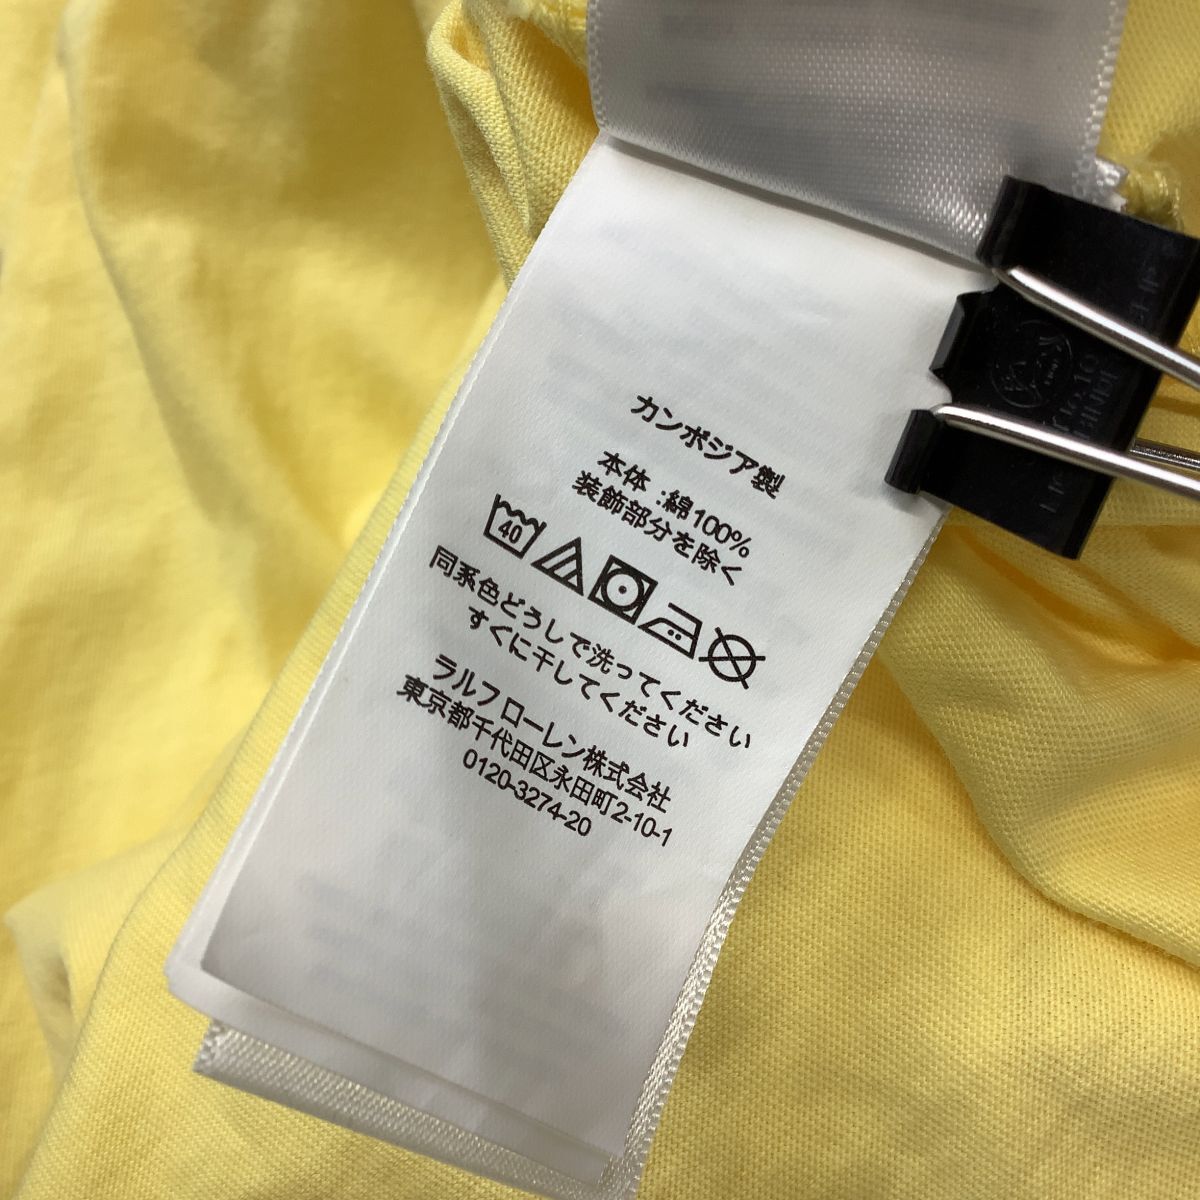 カンボジア製
本体 :綿100%
装飾部分を除く
40
同系色どうしで洗ってください
すぐに干してください
ラルフ ローレン株式会社
東京都千代田区永田町2-10-1
0120-3274-20